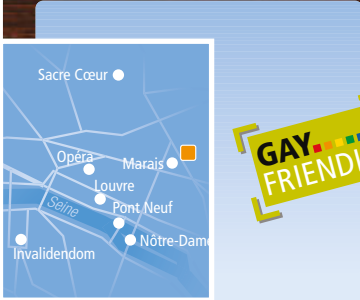 Sacre Cœur
Opéra
Marais
Louvre
Seine
Pont Neuf
Nôtre-Dame
Invalidendom
GAY
FRIENDL